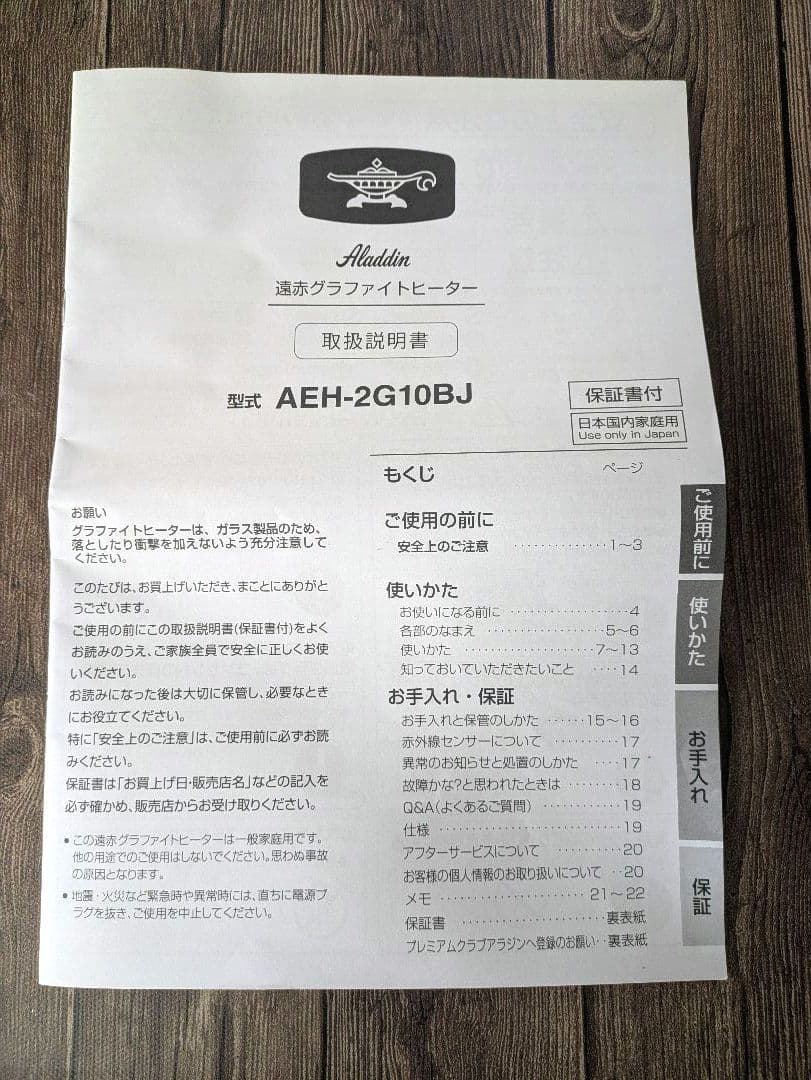 Aladdin
遠赤グラファイトヒーター
取扱説明書
型式 AEH-2G10BJ
保証書付
日本国内家庭用
Use only in Japan
お願い
グラファイトヒーターは、ガラス製品のため、
落としたり衝撃を加えないよう充分注意して
ください。
このたびは、お買上げいただき、まことにありがと
うございます。
ご使用の前にこの取扱説明書(保証書付)をよく
お読みのうえ、ご家族全員で安全に正しくお使
いください。
お読みになった後は大切に保管し、必要なとき
にお役立てください。
特に「安全上のご注意」は、ご使用前に必ずお読
みください。
保証書は「お買上げ日・販売店名」などの記入を
必ず確かめ、販売店からお受け取りください。
●この遠赤グラファイトヒーターは一般家庭用です。
他の用途でのご使用はしないでください。思わぬ事故
の原因となります。
●地震・火災など緊急時や異常時には、直ちに電源プ
ラグを抜き、ご使用を中止してください。
もくじ ページ
ご使用の前に
安全上のご注意 ················1～3
使いかた
お使いになる前に ···················4
各部のなまえ ··················5～6
使いかた ···················7～13
知っておいていただきたいこと ····14
お手入れ・保証
お手入れと保管のしかた ······15～16
赤外線センサーについて ········17
異常のお知らせと処置のしかた ····17
故障かな?と思われたときは ········18
Q&A(よくあるご質問) ············19
仕様 ························19
アフターサービスについて ········20
お客様の個人情報のお取り扱いについて ··20
メモ ···················21～22
保証書 ··················裏表紙
プレミアムクラブアラジンへ登録のお願い··裏表紙
ご使用前に
使いかた
お手入れ
保証